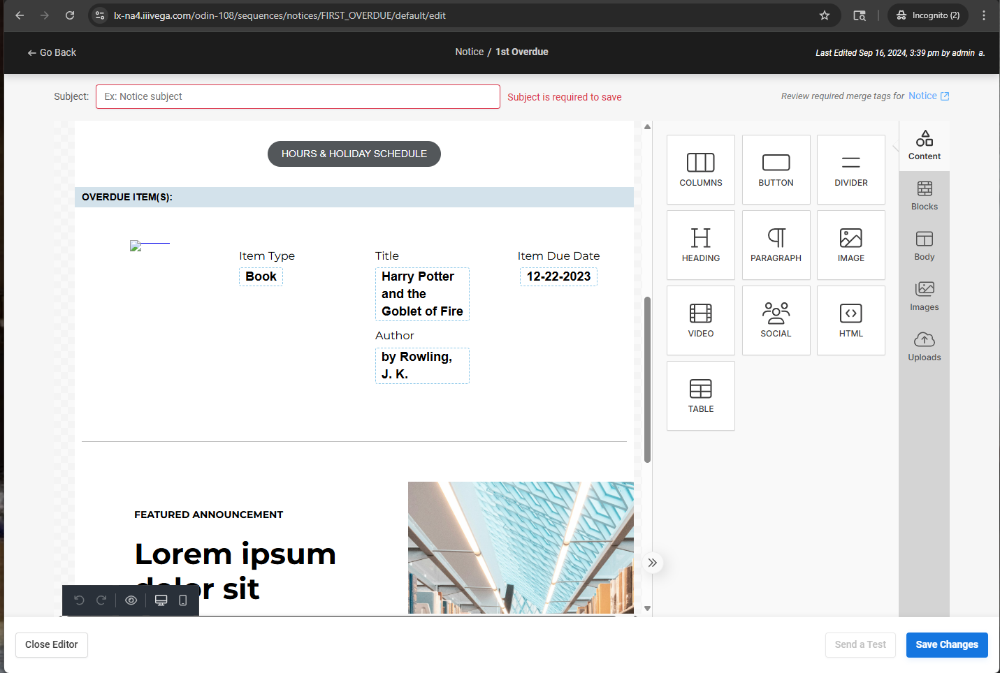 lx-na4.iiivega.com/odin-108/sequences/notices/FIRST_OVERDUE/default/edit
Incognito (2)
Go Back
Notice / 1st Overdue
Last Edited Sep 16, 2024, 3:39 pm by admin a.
Subject:
Ex: Notice subject
Subject is required to save
Review required merge tags for Notice
HOURS & HOLIDAY SCHEDULE
OVERDUE ITEM(S):
Item Type
Book
Title
Harry Potter
and the
Goblet of Fire
Author
by Rowling,
J. K.
Item Due Date
12-22-2023
FEATURED ANNOUNCEMENT
Lorem ipsum
dolor sit
COLUMNS
BUTTON
DIVIDER
HEADING
PARAGRAPH
IMAGE
VIDEO
SOCIAL
HTML
TABLE
Content
Blocks
Body
Images
Uploads
Close Editor
Send a Test
Save Changes